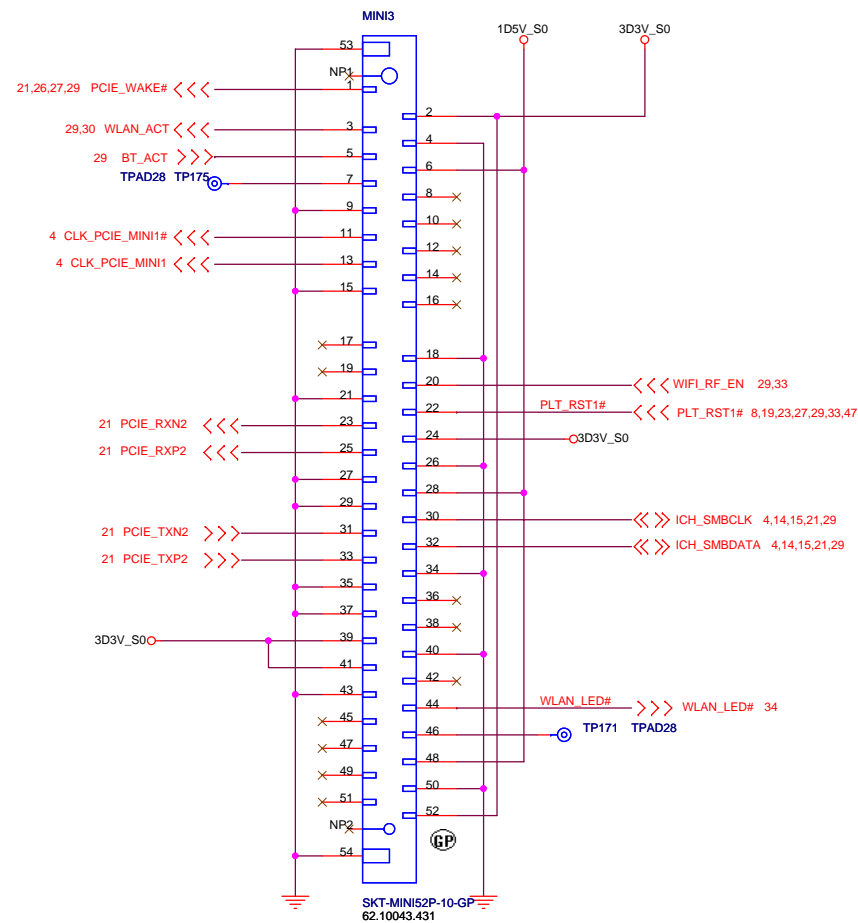 MINI3
1D5V_S0
3D3V_S0
53
NP1
21,26,27,29 PCIE_WAKE#
1
2
29,30 WLAN_ACT
3
4
29 BT_ACT
5
6
TPAD28 TP175
7
8
9
10
4 CLK_PCIE_MINI1#
11
12
4 CLK_PCIE_MINI1
13
14
15
16
17
18
19
20
WIFI_RF_EN 29,33
21
22
PLT_RST1#
PLT_RST1# 8,19,23,27,29,33,47
21 PCIE_RXN2
23
24
3D3V_S0
21 PCIE_RXP2
25
26
27
28
29
30
ICH_SMBCLK 4,14,15,21,29
21 PCIE_TXN2
31
32
ICH_SMBDATA 4,14,15,21,29
21 PCIE_TXP2
33
34
35
36
37
38
3D3V_S0
39
40
41
42
43
44
WLAN_LED#
WLAN_LED# 34
45
46
TP171 TPAD28
47
48
49
50
51
52
NP2
GP
54
SKT-MINI52P-10-GP
62.10043.431